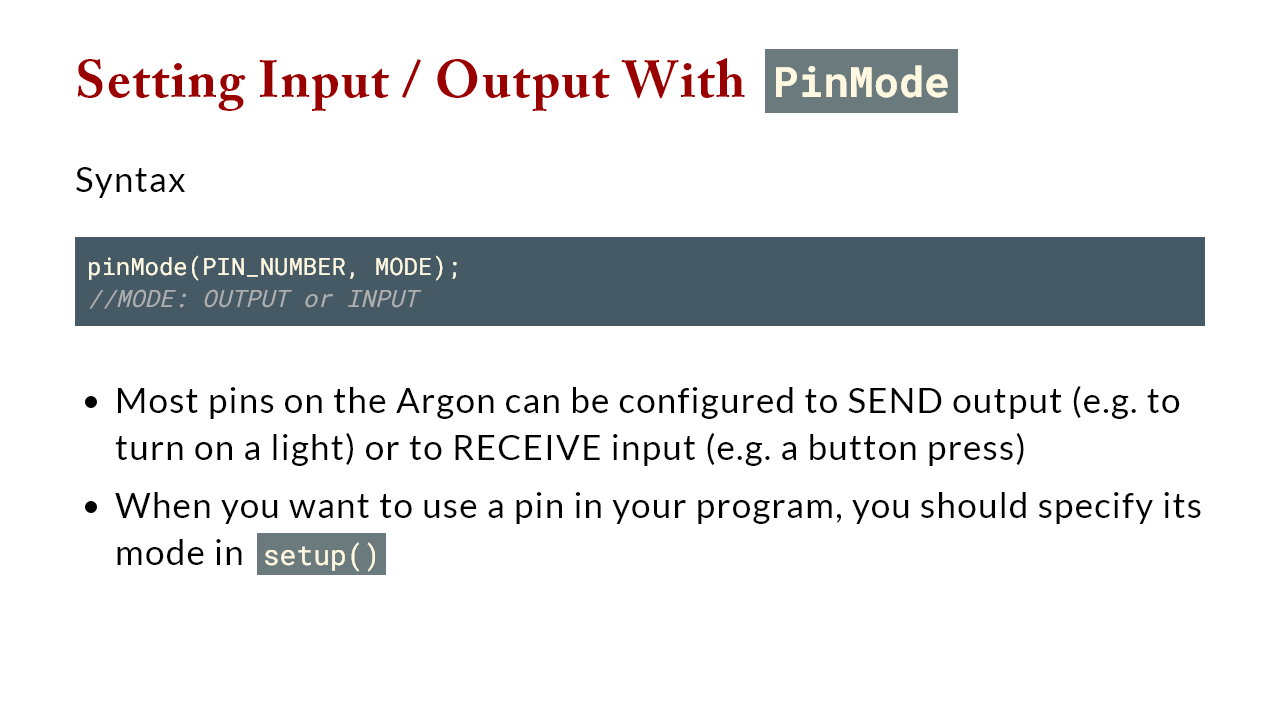 Setting Input / Output With PinMode
Syntax
pinMode(PIN_NUMBER, MODE);
//MODE: OUTPUT or INPUT
• Most pins on the Argon can be configured to SEND output (e.g. to
turn on a light) or to RECEIVE input (e.g. a button press)
• When you want to use a pin in your program, you should specify its
mode in setup()